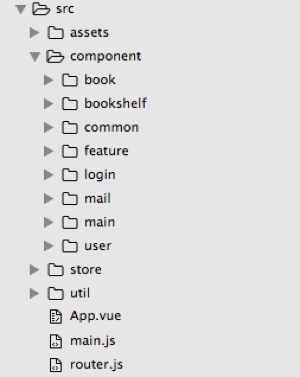 src
assets
component
book
bookshelf
common
feature
login
mail
main
user
store
util
App.vue
main.js
router.js